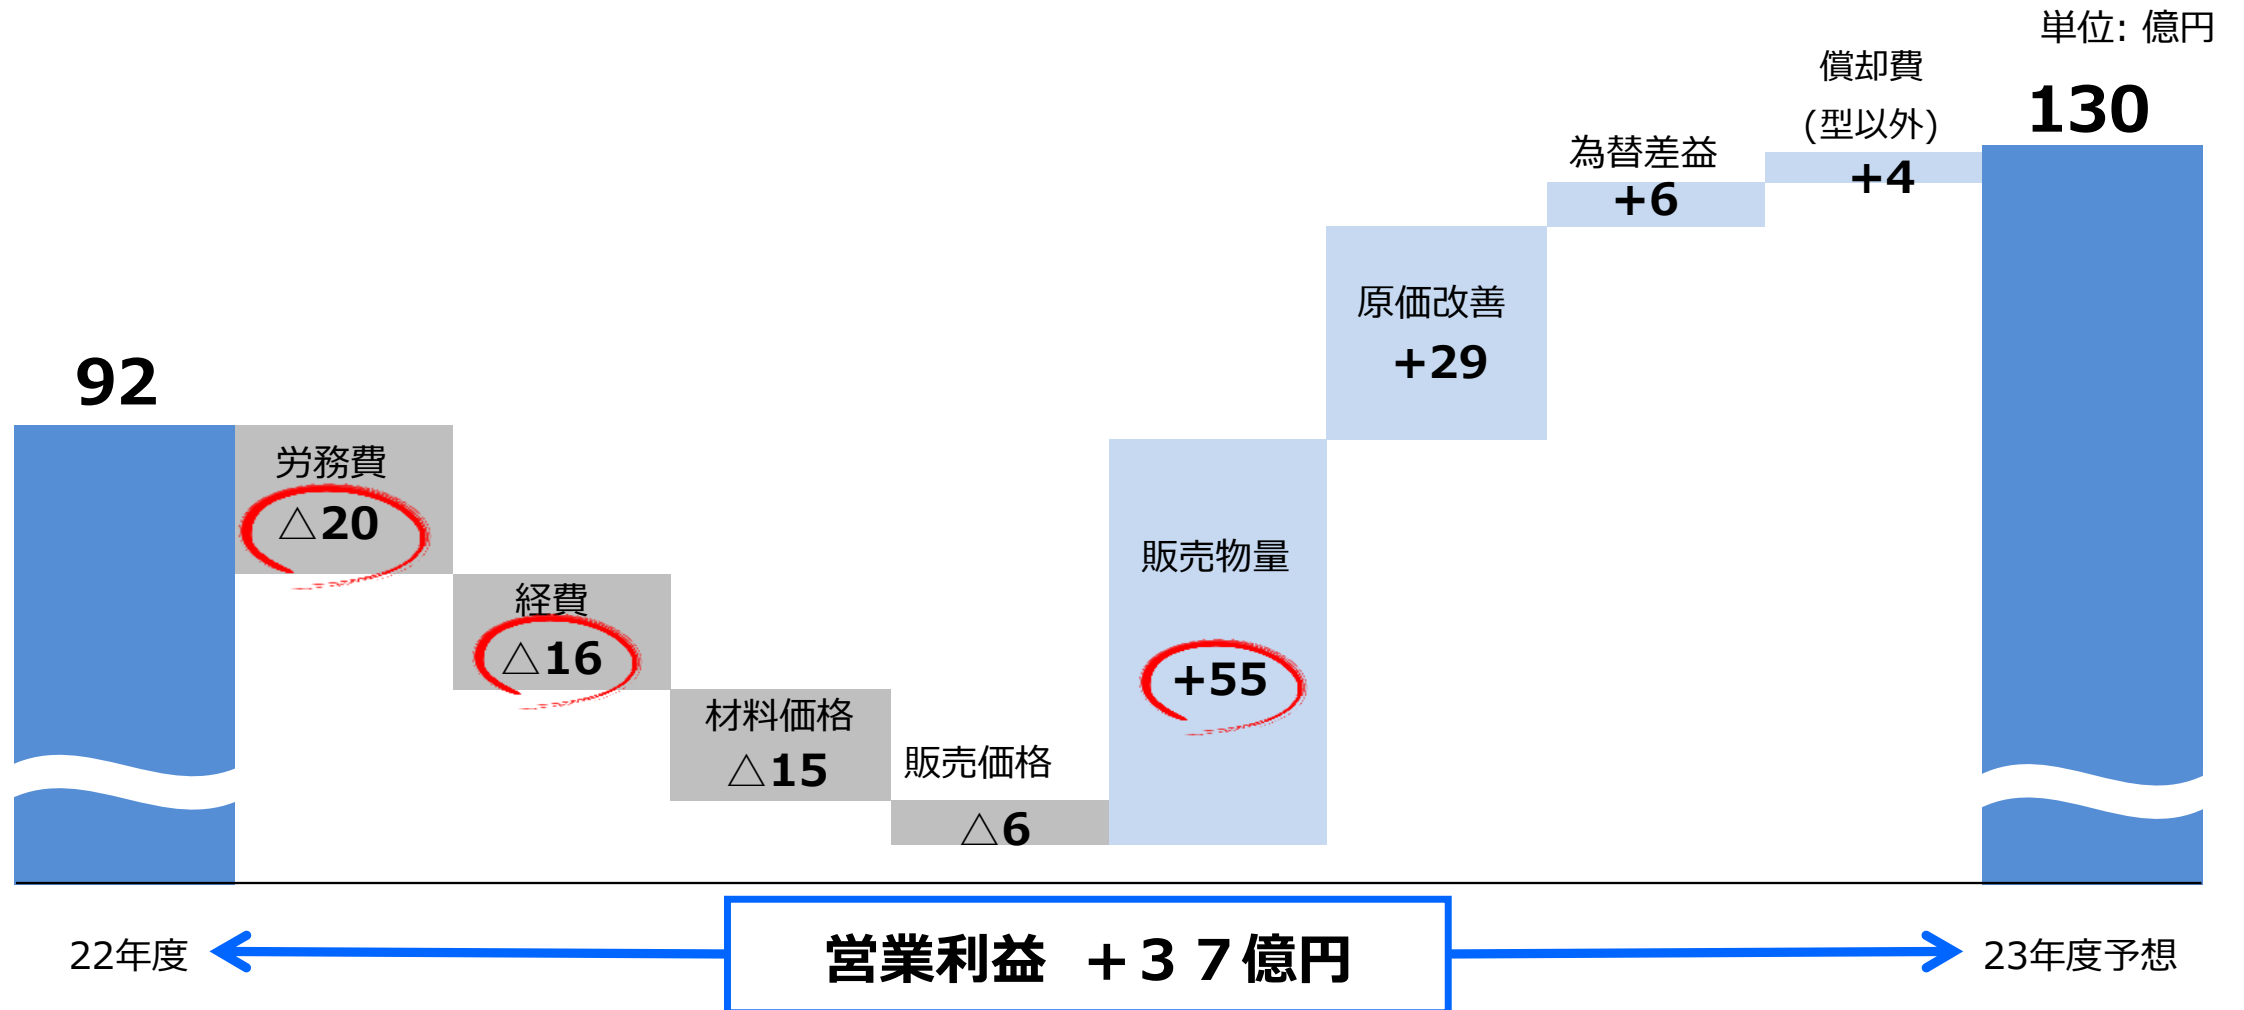 単位: 億円
92
労務費
△20
経費
△16
材料価格
△15
販売価格
△6
販売物量
+55
原価改善
+29
為替差益
+6
償却費
(型以外)
+4
130
22年度
営業利益 +37億円
23年度予想